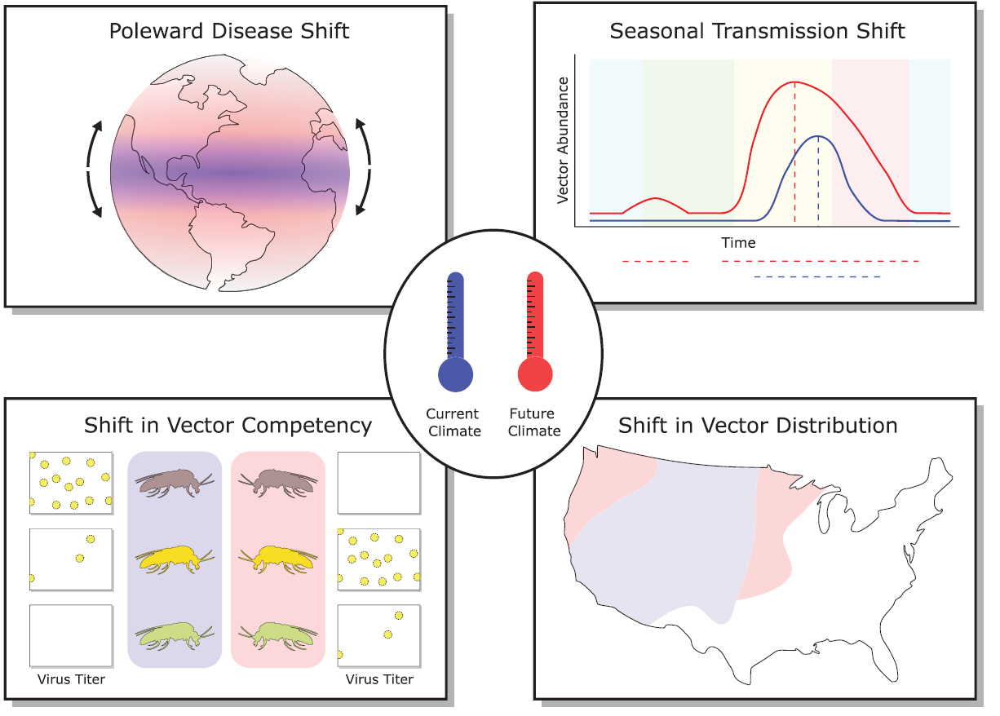 Poleward Disease Shift
Seasonal Transmission Shift
Vector Abundance
Time
Current
Climate
Future
Climate
Shift in Vector Competency
Virus Titer
Virus Titer
Shift in Vector Distribution